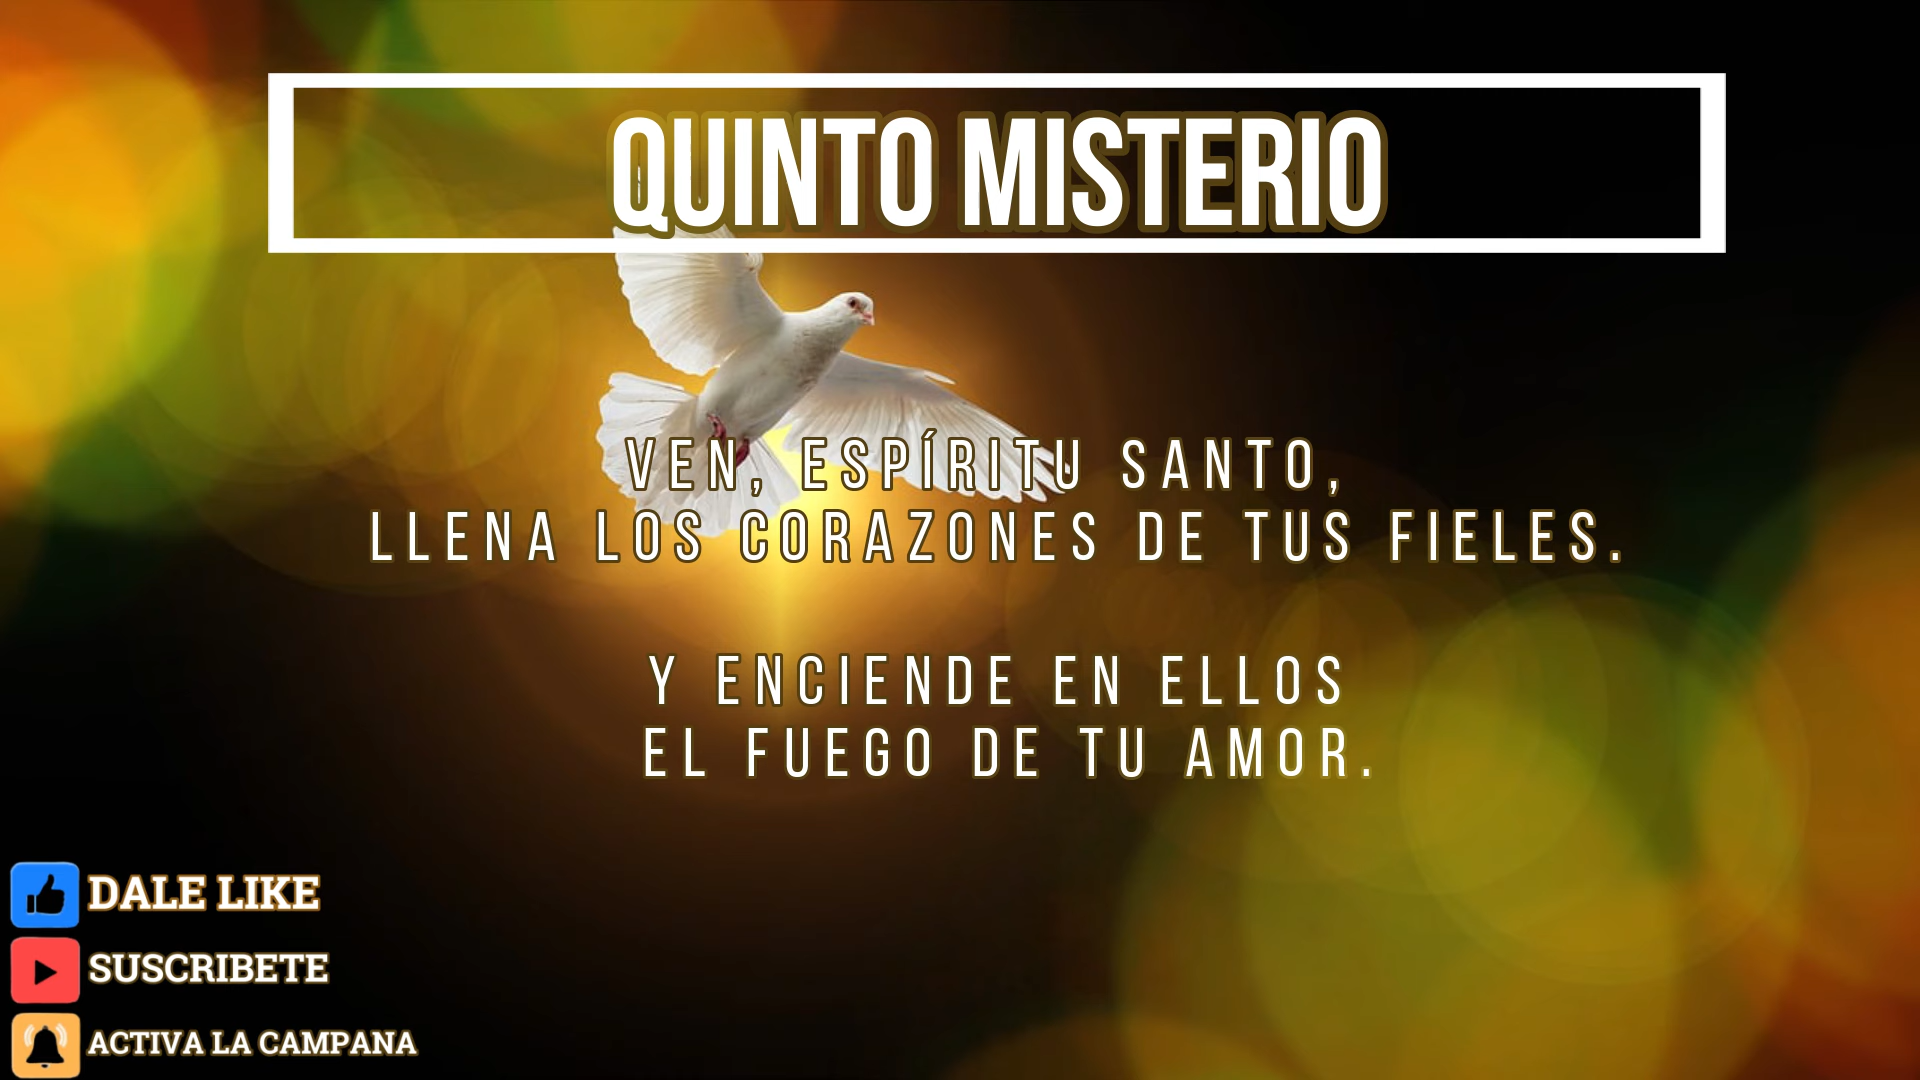 QUINTO MISTERIO
VEN, ESPÍRITU SANTO,
LLENA LOS CORAZONES DE TUS FIELES.
Y ENCIENDE EN ELLOS
EL FUEGO DE TU AMOR.
DALE LIKE
SUSCRIBETE
ACTIVA LA CAMPANA